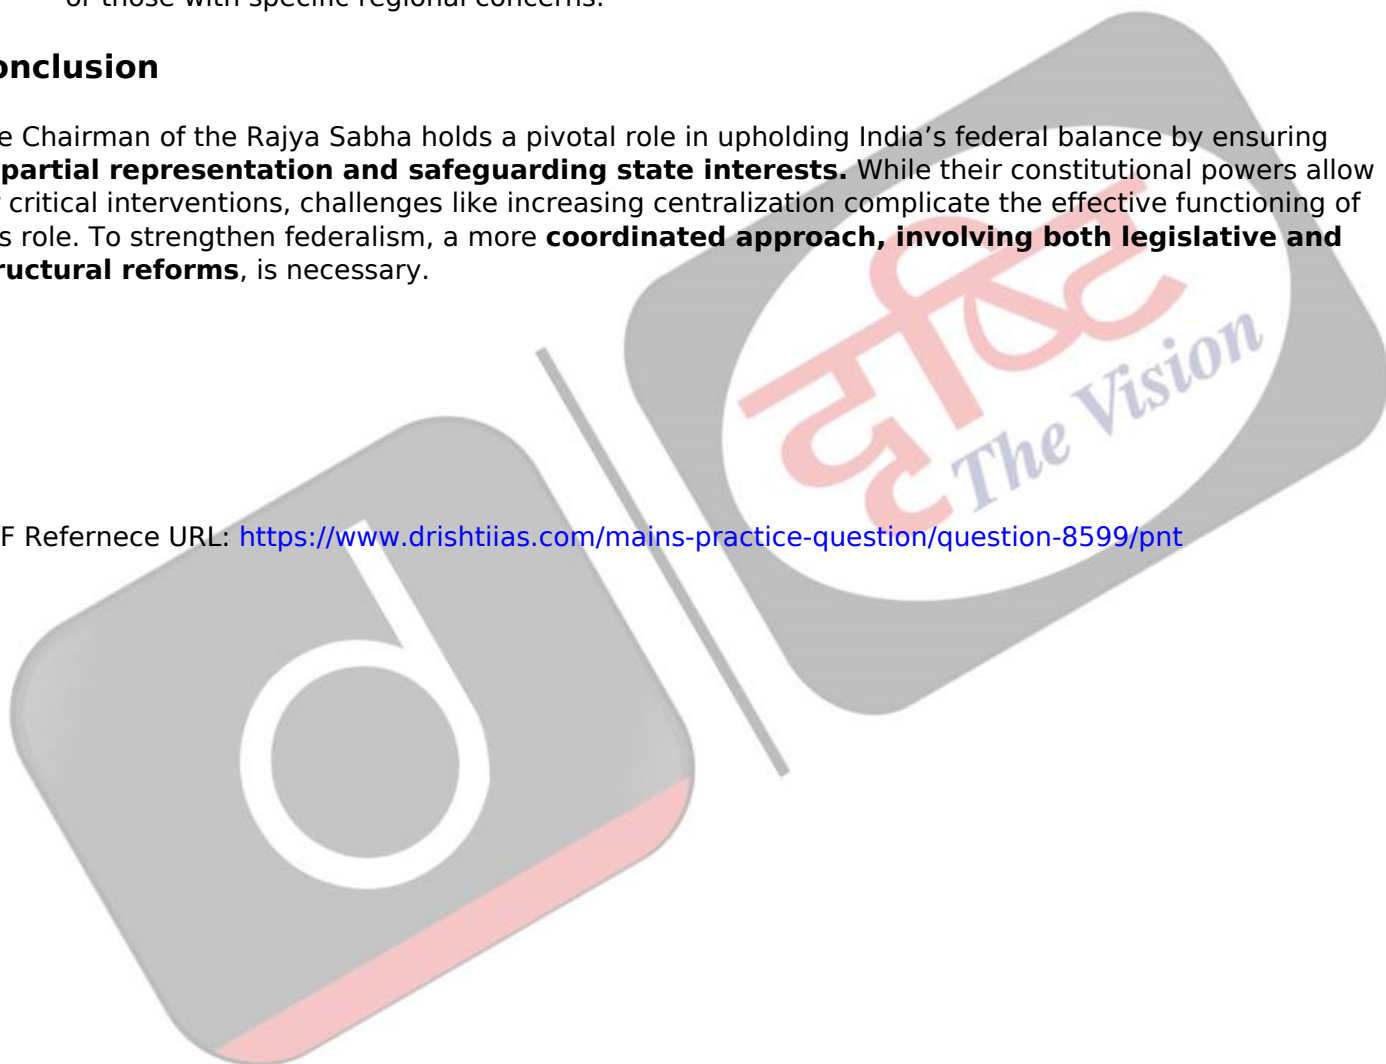 or those with specific regional concerns.
onclusion
e Chairman of the Rajya Sabha holds a pivotal role in upholding India's federal balance by ensuring
partial representation and safeguarding state interests. While their constitutional powers allow
critical interventions, challenges like increasing centralization complicate the effective functioning of
s role. To strengthen federalism, a more coordinated approach, involving both legislative and
ructural reforms, is necessary.
दृष्टि
The Vision
d
F Refernece URL: https://www.drishtiias.com/mains-practice-question/question-8599/pnt